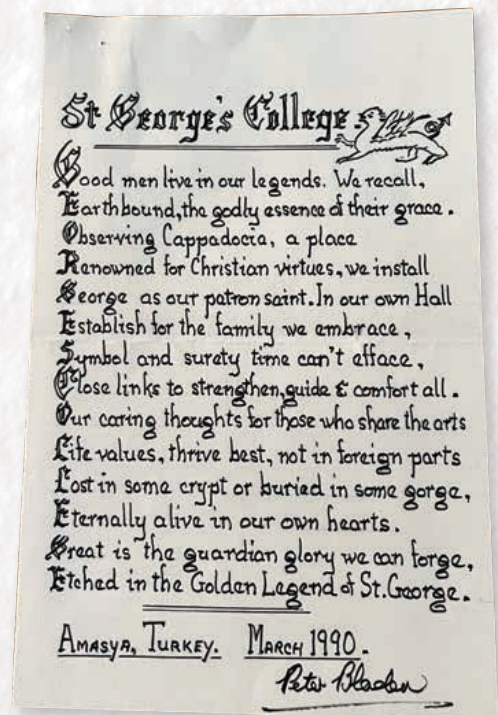 St George's College
Good men live in our legends. We recall,
Earthbound, the godly essence of their grace.
Observing Cappadocia, a place
Renowned for Christian virtues, we install
George as our patron saint. In our own Hall
Establish for the family we embrace,
Symbol and surety time can't efface,
Close links to strengthen, guide & comfort all.
Our caring thoughts for those who share the arts
Life values, thrive best, not in foreign parts
Lost in some crypt or buried in some gorge,
Eternally alive in our own hearts.
Great is the guardian glory we can forge,
Etched in the Golden Legend of St. George.
AMASYA, TURKEY. MARCH 1990.
Peter Bladen